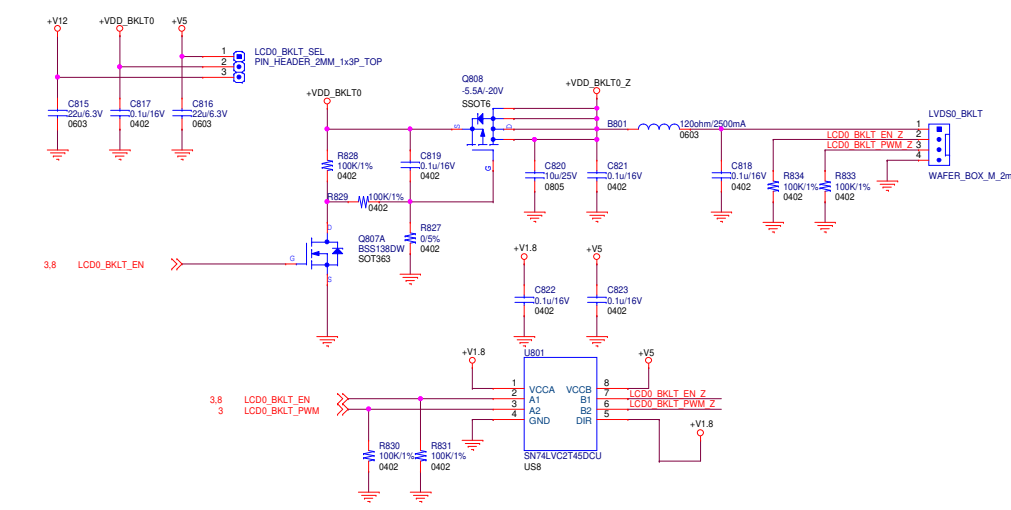 +V12
+VDD_BKLT0
+V5
1
2
3
LCD0_BKLT_SEL
PIN_HEADER_2MM_1x3P_TOP
C815
22u/6.3V
0603
C817
0.1u/16V
0402
C816
22u/6.3V
0603
+VDD_BKLT0
Q808
-5.5A/-20V
SSOT6
+VDD_BKLT0_Z
S
D
G
B801
120ohm/2500mA
0603
LVDS0_BKLT
1
2
3
4
LCD0_BKLT_EN_Z
LCD0_BKLT_PWM_Z
WAFER_BOX_M_2m
R828
100K/1%
0402
C819
0.1u/16V
0402
C820
10u/25V
0805
C821
0.1u/16V
0402
C818
0.1u/16V
0402
R834
100K/1%
0402
R833
100K/1%
0402
R829
100K/1%
0402
R827
0/5%
0402
D
G
S
Q807A
BSS138DW
SOT363
3,8 LCD0_BKLT_EN
+V1.8
+V5
C822
0.1u/16V
0402
C823
0.1u/16V
0402
+V1.8
U801
+V5
1 VCCA VCCB 8
2 A1 B1 7
3 A2 B2 6
4 GND DIR 5
LCD0_BKLT_EN_Z
LCD0_BKLT_PWM_Z
3,8 LCD0_BKLT_EN
3 LCD0_BKLT_PWM
+V1.8
R830
100K/1%
0402
R831
100K/1%
0402
SN74LVC2T45DCU
US8